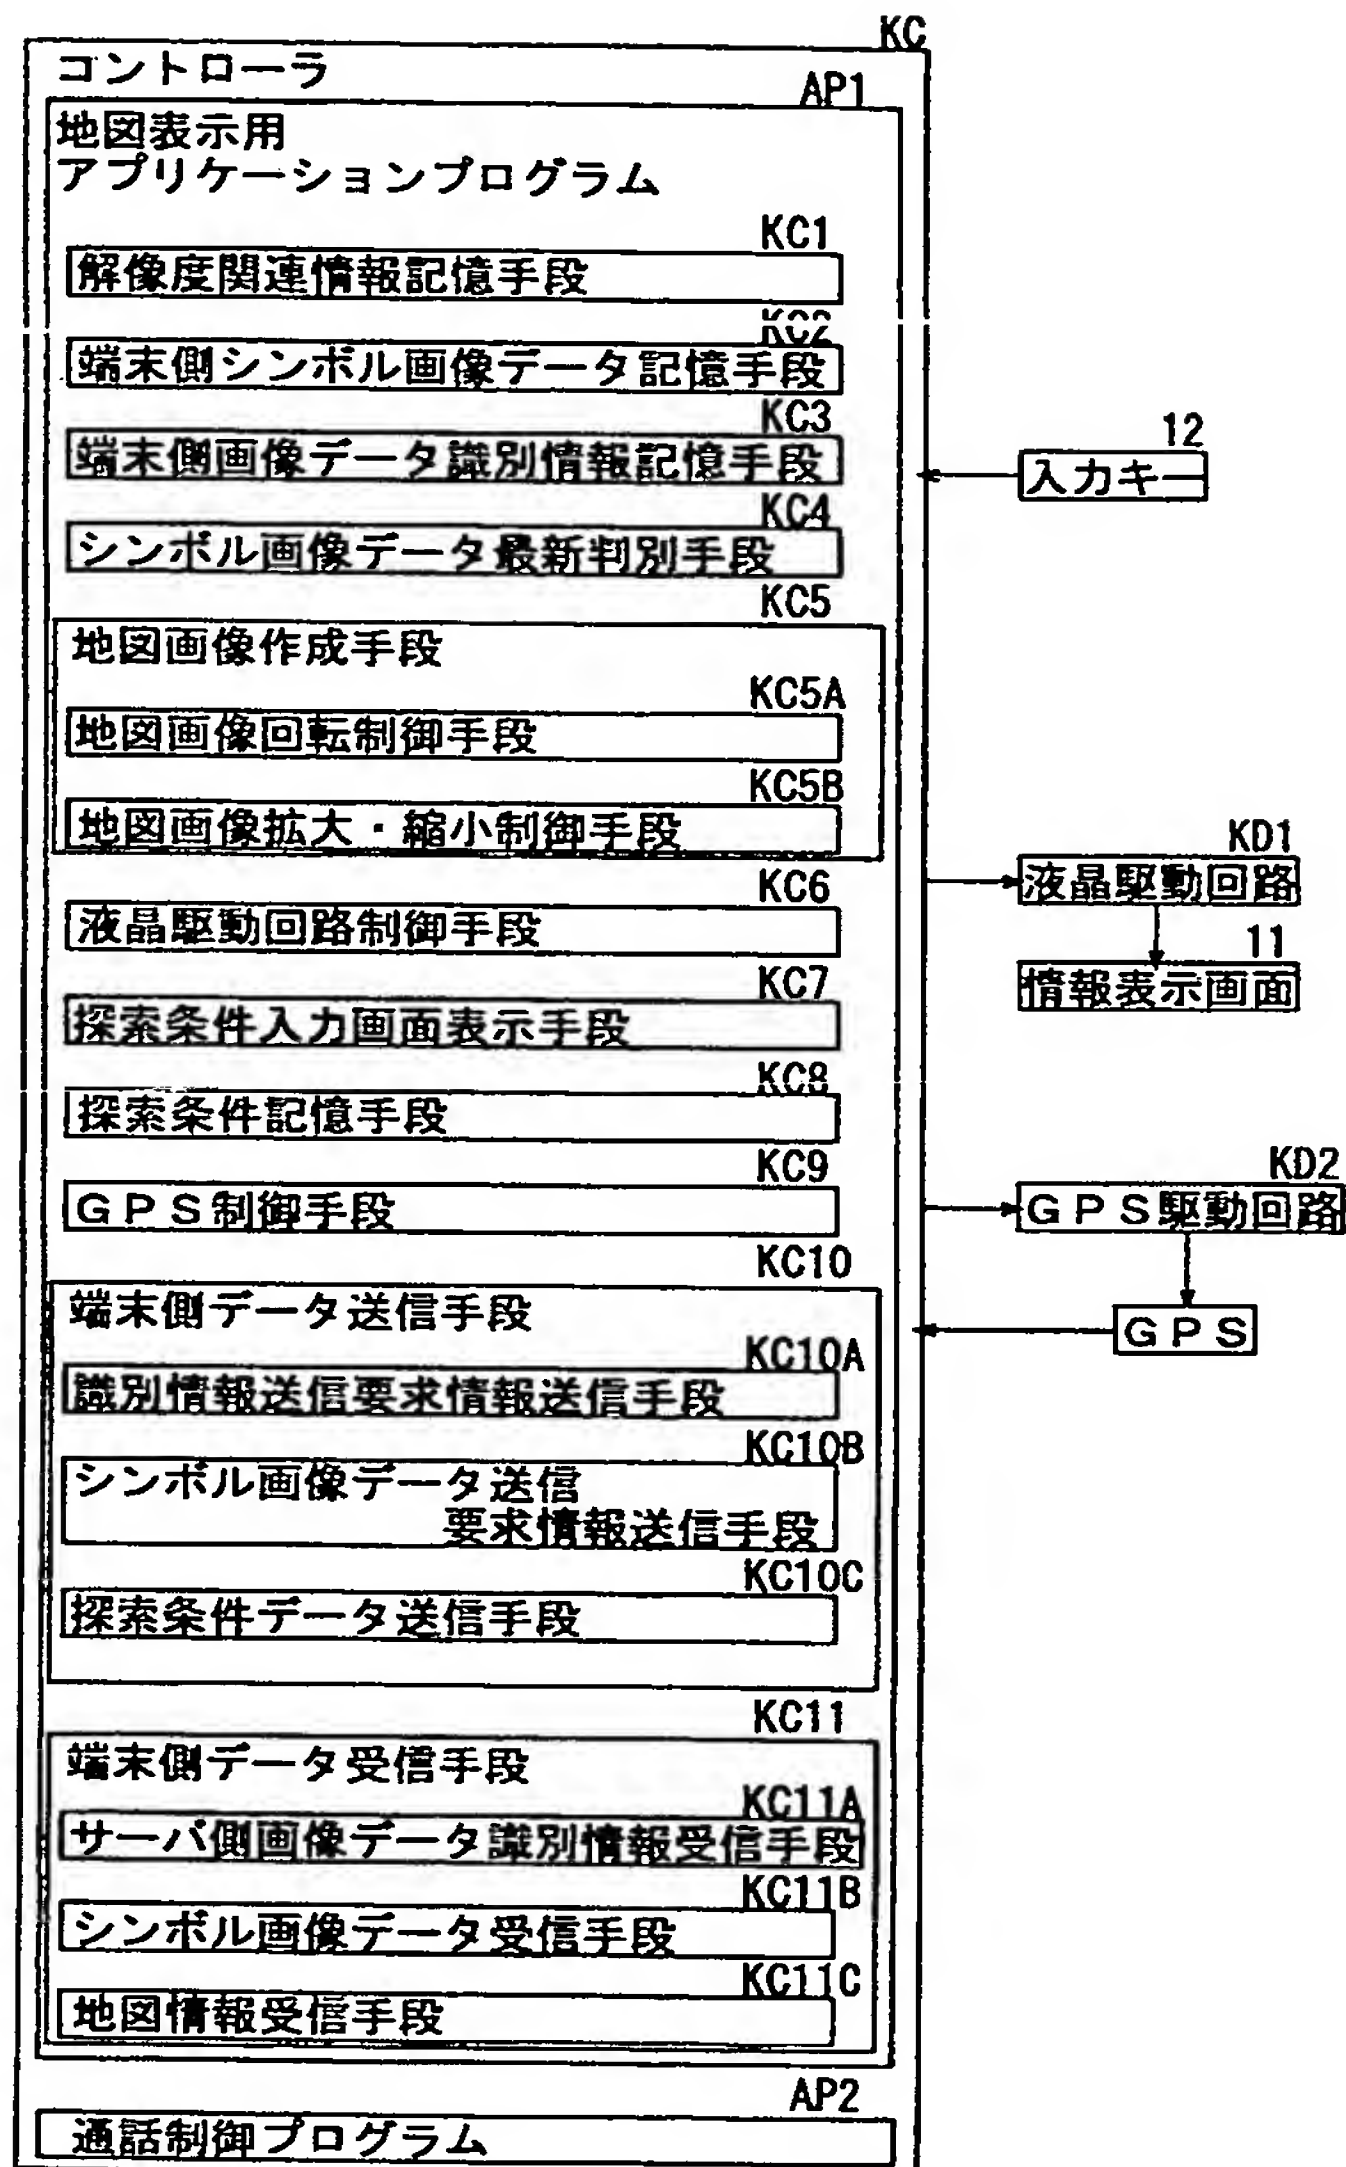 KC
コントローラ
AP1
地図表示用
アプリケーションプログラム
KC1
解像度関連情報記憶手段
KC2
端末側シンボル画像データ記憶手段
KC3
端末側画像データ識別情報記憶手段
KC4
シンボル画像データ最新判別手段
KC5
地図画像作成手段
KC5A
地図画像回転制御手段
KC5B
地図画像拡大・縮小制御手段
KC6
液晶駆動回路制御手段
KC7
探索条件入力画面表示手段
KC8
探索条件記憶手段
KC9
GPS制御手段
KC10
端末側データ送信手段
KC10A
識別情報送信要求情報送信手段
KC10B
シンボル画像データ送信
要求情報送信手段
KC10C
探索条件データ送信手段
KC11
端末側データ受信手段
KC11A
サーバ側画像データ識別情報受信手段
KC11B
シンボル画像データ受信手段
KC11C
地図情報受信手段
AP2
通話制御プログラム
12
入力キー
KD1
液晶駆動回路
11
情報表示画面
KD2
GPS駆動回路
GPS